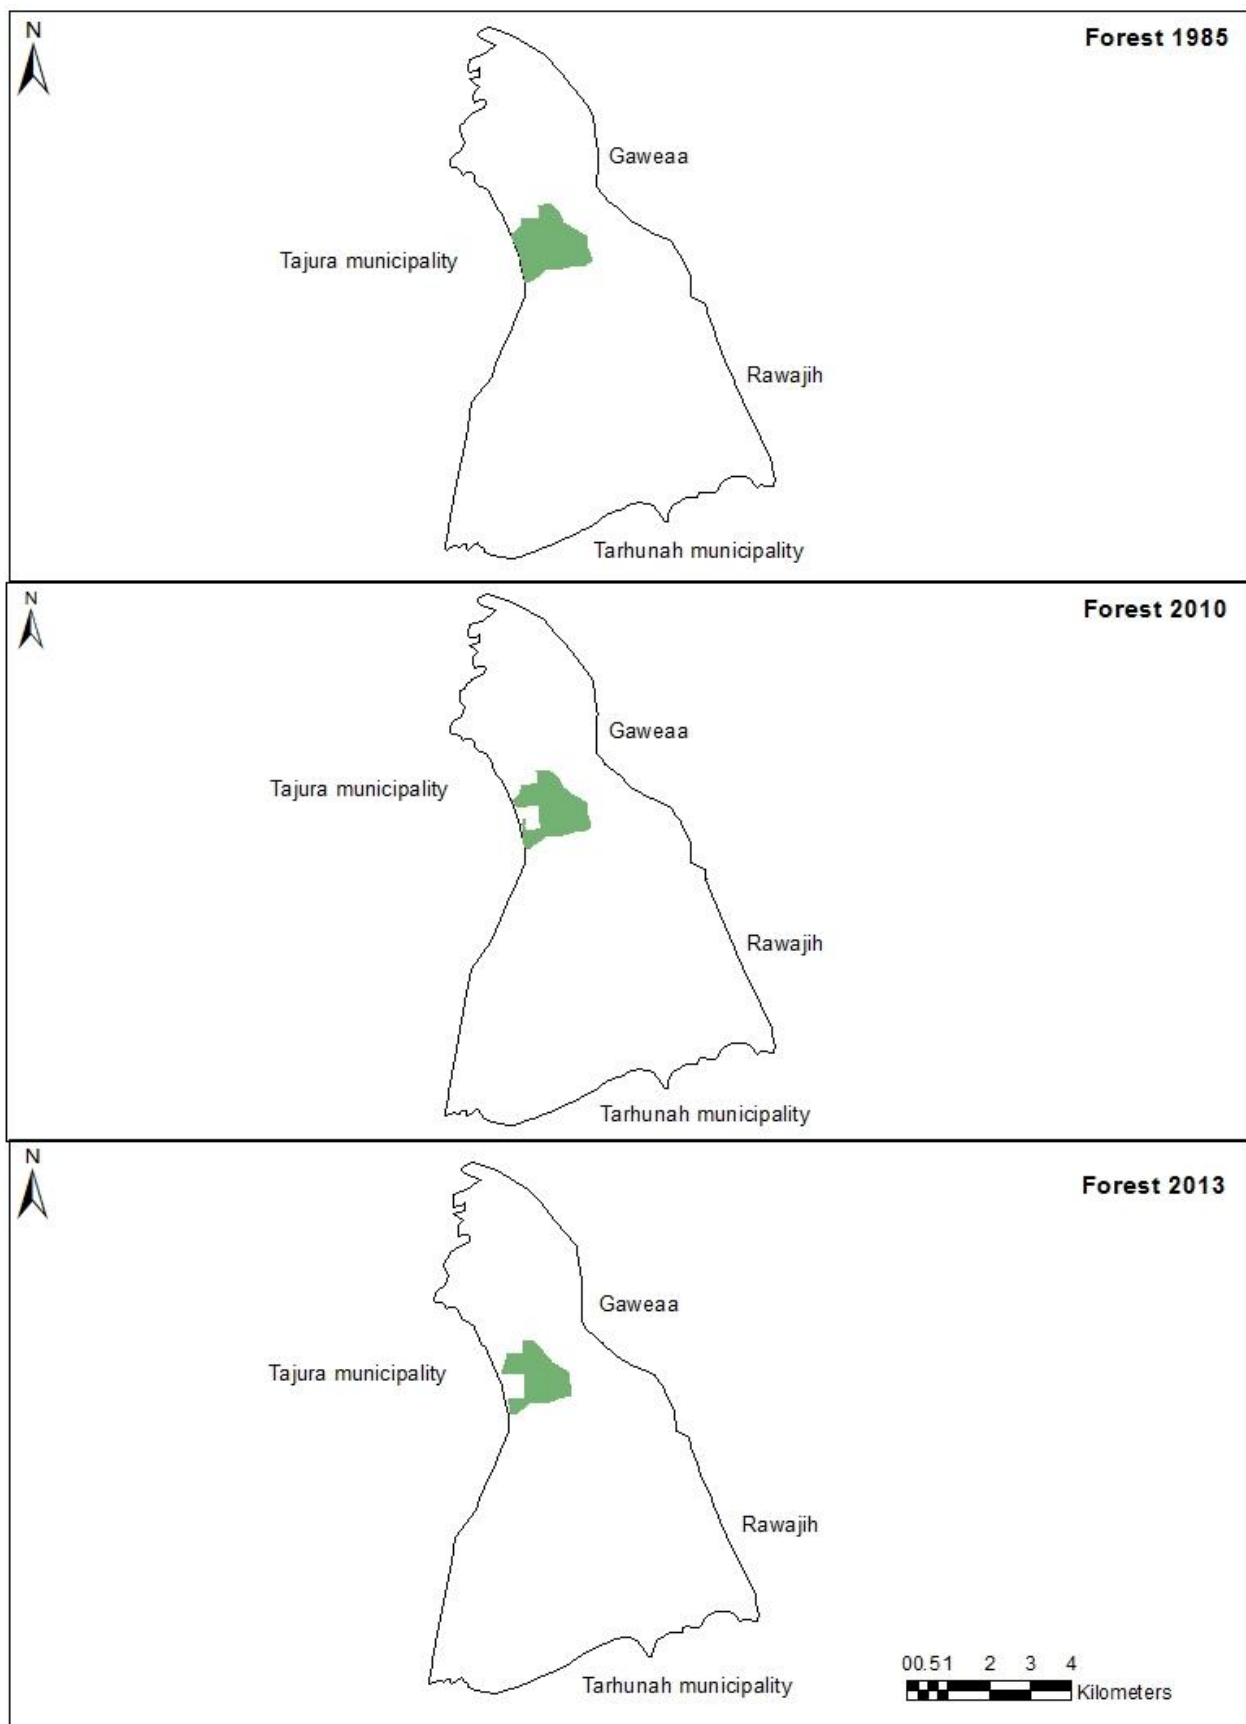 N
Forest 1985
Gaweaa
Tajura municipality
Rawajih
Tarhunah municipality
N
Forest 2010
Gaweaa
Tajura municipality
Rawajih
Tarhunah municipality
N
Forest 2013
Gaweaa
Tajura municipality
Rawajih
00.51 2 3 4
Kilometers
Tarhunah municipality